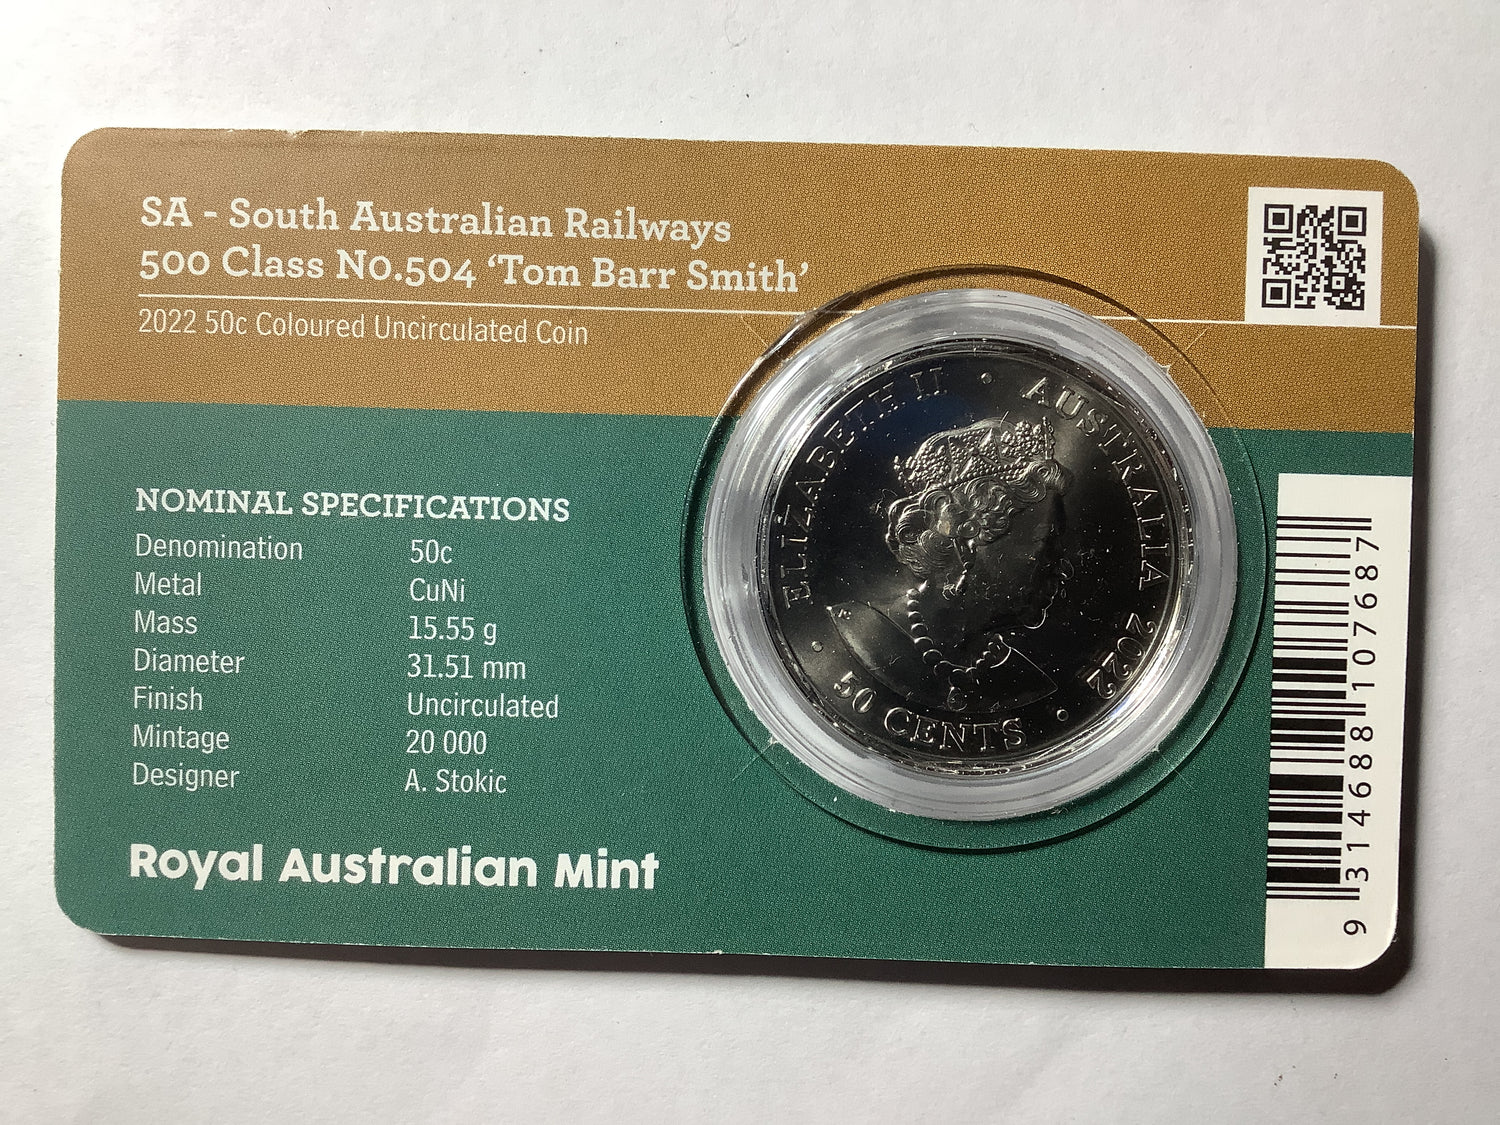 SA - South Australian Railways
500 Class No.504 ‘Tom Barr Smith’
2022 50c Coloured Uncirculated Coin
NOMINAL SPECIFICATIONS
Denomination 50c
Metal CuNi
Mass 15.55 g
Diameter 31.51 mm
Finish Uncirculated
Mintage 20 000
Designer A. Stokic
Royal Australian Mint
ELIZABETH II • AUSTRALIA 2022 •
50 CENTS •
9 314688 107687